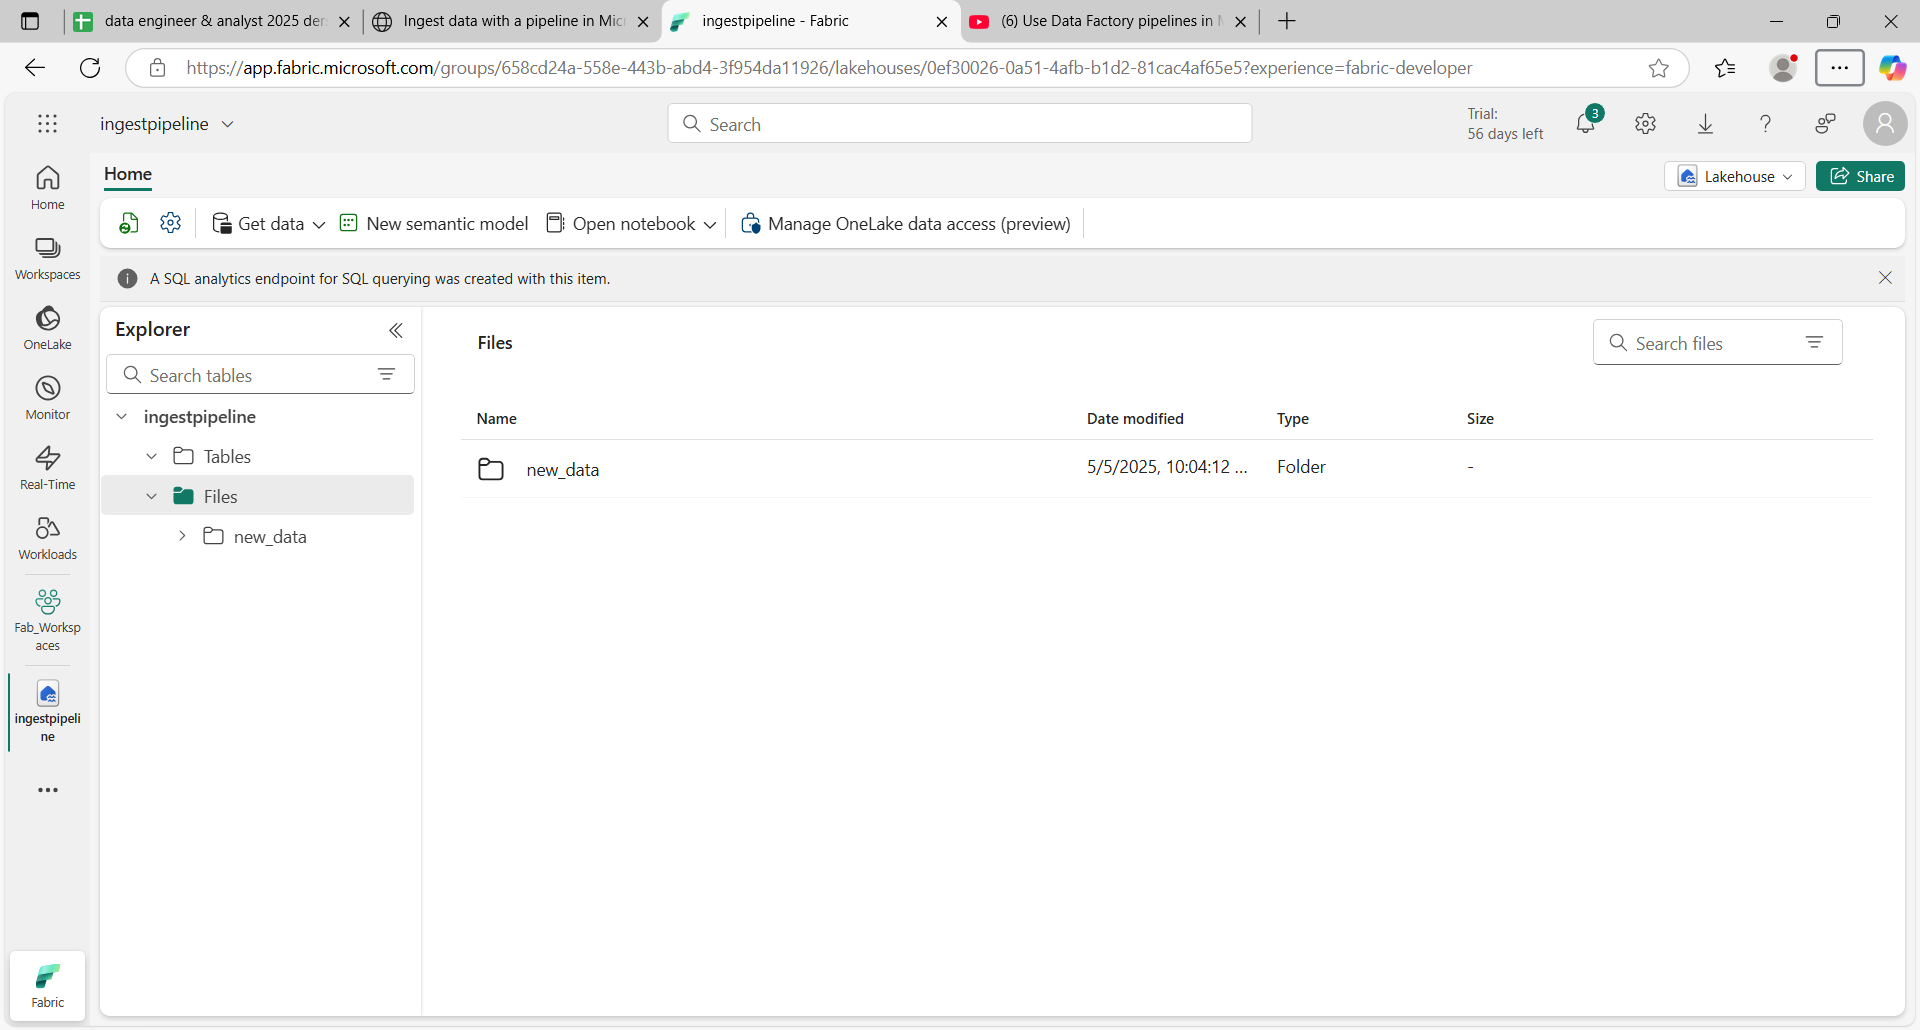 data engineer & analyst 2025 der
Ingest data with a pipeline in Mic
ingestpipeline - Fabric
(6) Use Data Factory pipelines in M
https://app.fabric.microsoft.com/groups/658cd24a-558e-443b-abd4-3f954da11926/lakehouses/0ef30026-0a51-4afb-b1d2-81cac4af65e5?experience=fabric-developer
ingestpipeline
Search
Trial:
56 days left
3
Home
Lakehouse
Share
Get data
New semantic model
Open notebook
Manage OneLake data access (preview)
A SQL analytics endpoint for SQL querying was created with this item.
Home
Workspaces
OneLake
Monitor
Real-Time
Workloads
Fab_Worksp
aces
ingestpipeli
ne
Fabric
Explorer
Search tables
ingestpipeline
Tables
Files
new_data
Files
Search files
Name Date modified Type Size
new_data 5/5/2025, 10:04:12 ... Folder -